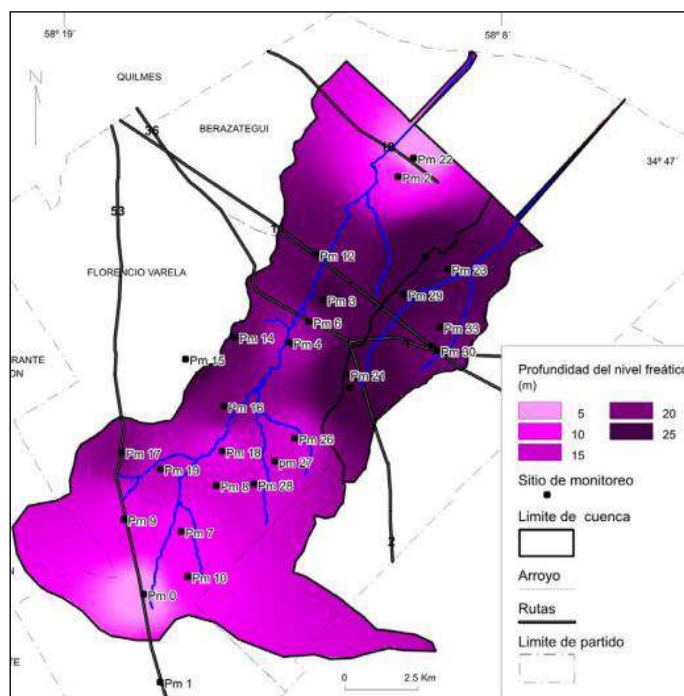 58º 19´
58º 8´
N
QUILMES
BERAZATEGUI
36
Pm 22
Pm 2
34º 47´
53
Pm 12
Pm 23
FLORENCIO VARELA
Pm 29
Pm 3
Pm 6
Pm 33
Pm 14
Pm 4
Pm 30
Pm 15
Pm 21
Profundidad del nivel freático
(m)
5
20
10
25
15
Pm 16
Pm 26
Pm 17
Pm 18
pm 27
Pm 19
Pm 8
Pm 28
Sitio de monitoreo
Limite de cuenca
Pm 9
Pm 7
2
Pm 10
Arroyo
Pm 0
Rutas
Limite de partido
Pm 1
0
2.5 Km